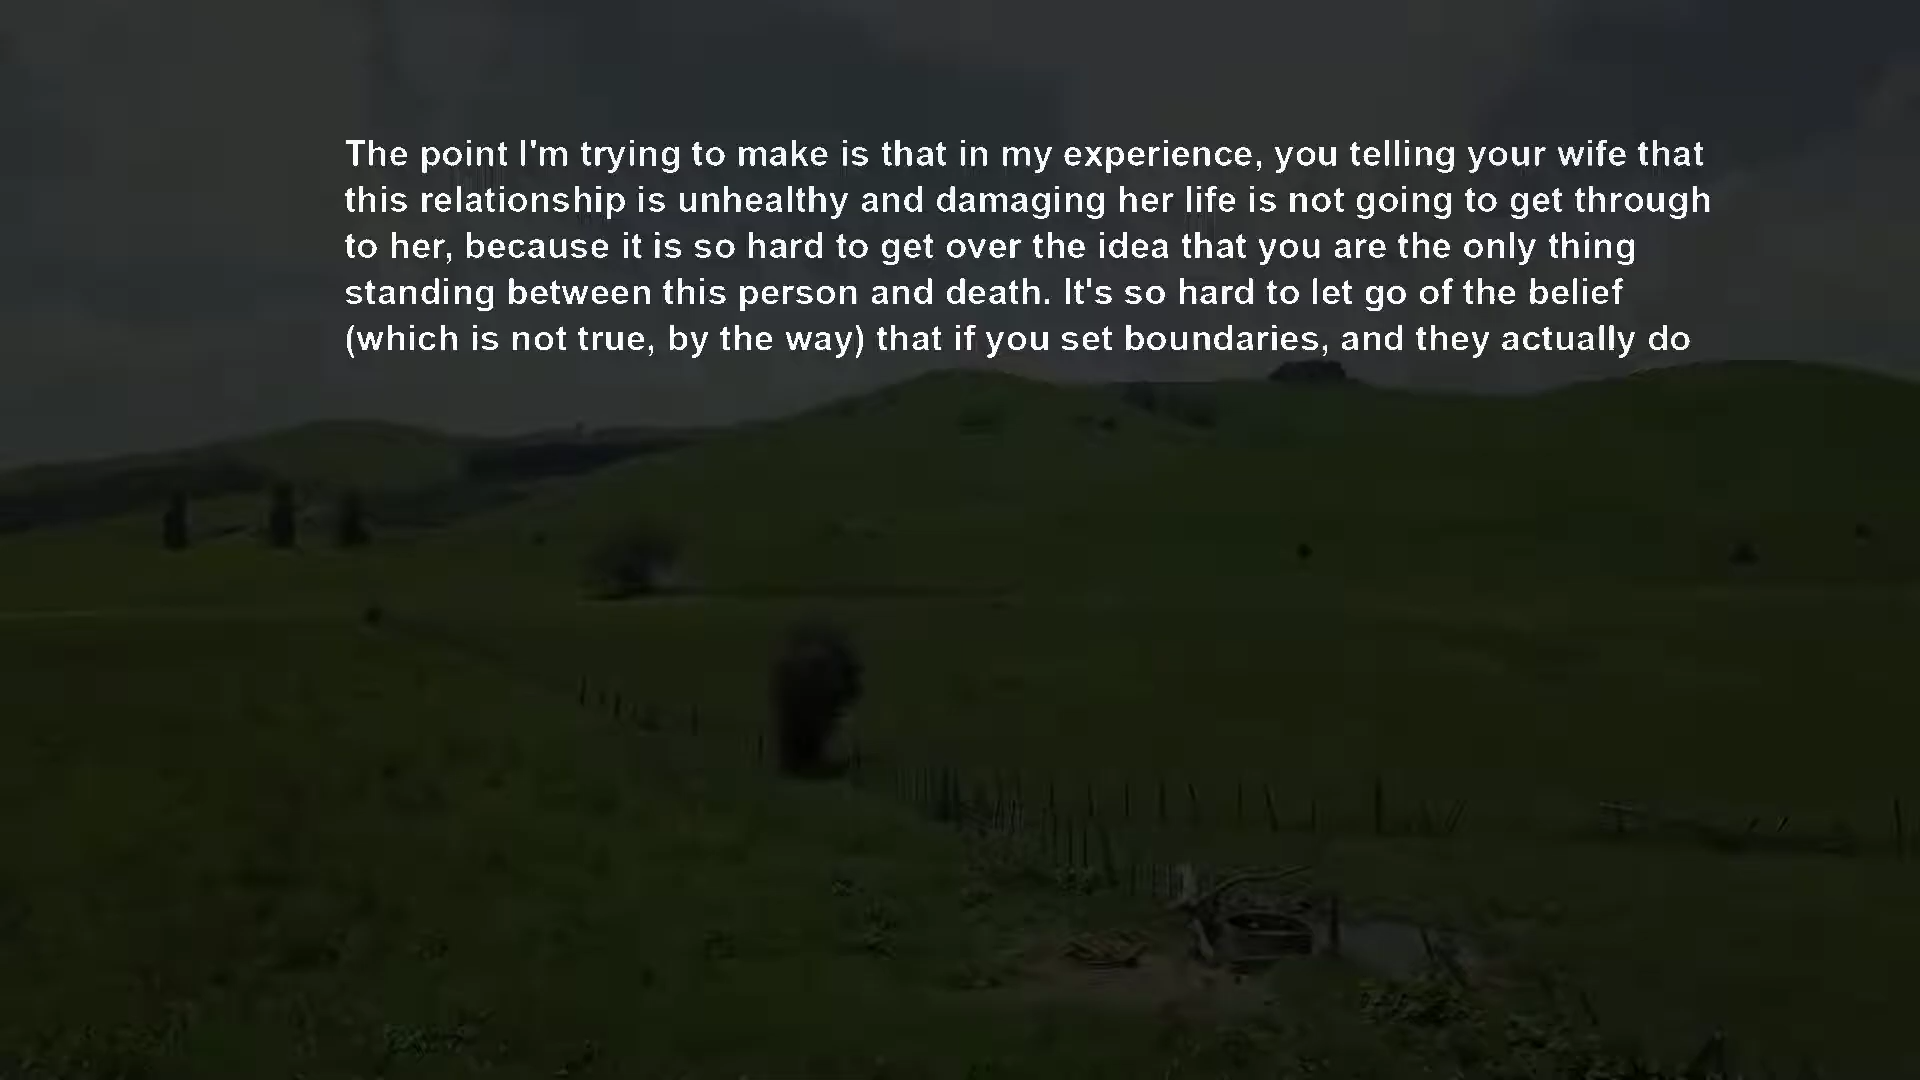 The point I'm trying to make is that in my experience, you telling your wife that
this relationship is unhealthy and damaging her life is not going to get through
to her, because it is so hard to get over the idea that you are the only thing
standing between this person and death. It's so hard to let go of the belief
(which is not true, by the way) that if you set boundaries, and they actually do